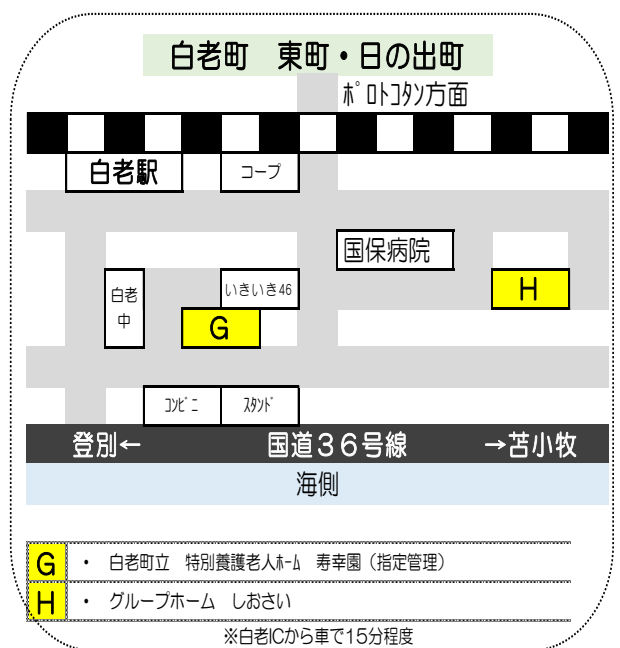 白老町　東町・日の出町
ﾎﾟﾛﾄｺﾀﾝ方面
白老駅
コープ
国保病院
白老
中
いきいき46
H
G
ｺﾝﾋﾞﾆ
ｽﾀﾝﾄﾞ
登別←
国道３６号線
→苫小牧
海側
G ・ 白老町立　特別養護老人ﾎｰﾑ　寿幸園（指定管理）
H ・ グループホーム　しおさい
※白老ICから車で15分程度